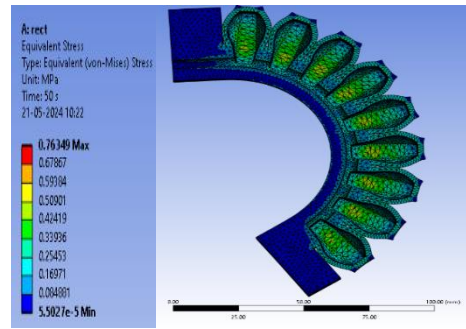 A: rect
Equivalent Stress
Type: Equivalent (von-Mises) Stress
Unit: MPa
Time: 50 s
21-05-2024 10:22
0.76349 Max
0.67867
0.59384
0.50901
0.42419
0.33936
0.25453
0.16971
0.084881
5.5027e-5 Min
0.00 50.00 100.00 (mm)
25.00 75.00